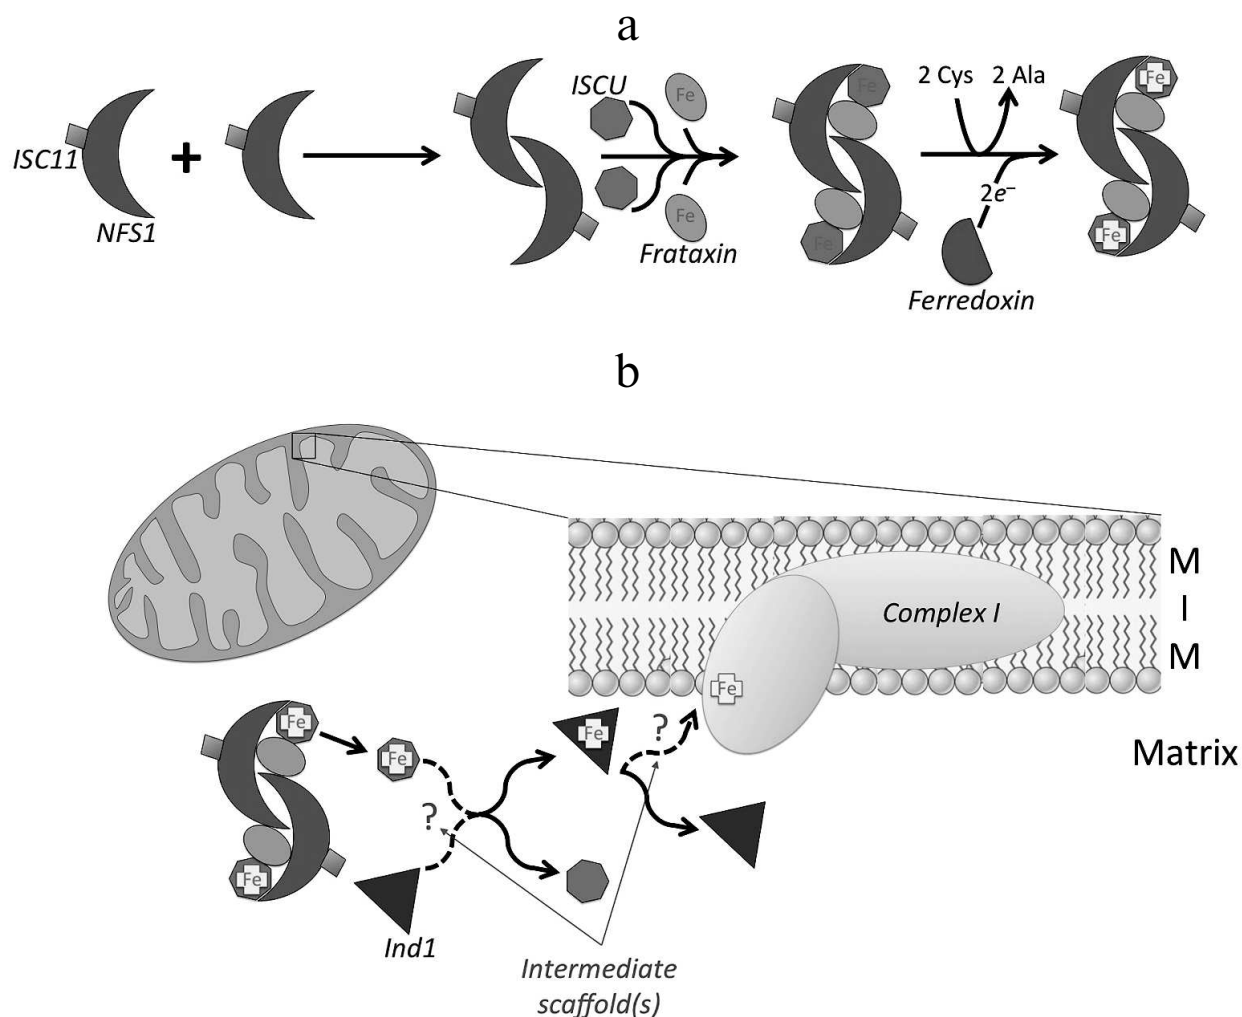 a
ISCU
Fe
Fe
2 Cys
2 Ala
Fe
ISC11
+
NFS1
Fe
Frataxin
Fe
2e–
Fe
Ferredoxin
b
M
I
M
Complex I
Fe
Matrix
Fe
Fe
Fe
?
?
Fe
Ind1
Intermediate
scaffold(s)